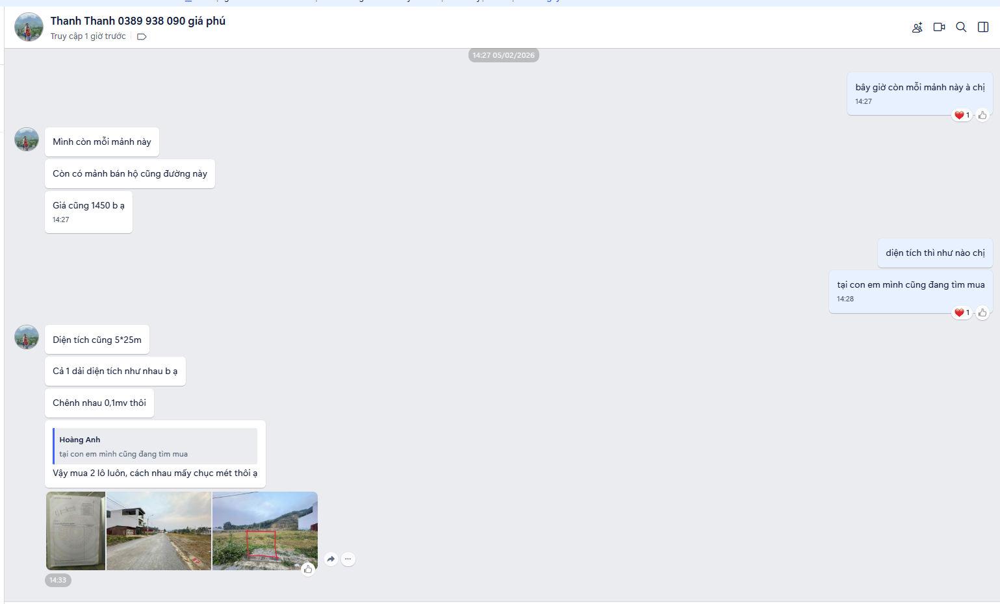 Thanh Thanh 0389 938 090 giá phú
Truy cập 1 giờ trước
14:27 05/02/2026
bây giờ còn mỗi mảnh này à chị
14:27
1
Mình còn mỗi mảnh này
Còn có mảnh bán hộ cũng đường này
Giá cũng 1450 b ạ
14:27
diện tích thì như nào chị
tại con em mình cũng đang tìm mua
14:28
1
Diện tích cũng 5*25m
Cả 1 dải diện tích như nhau b ạ
Chênh nhau 0,1mv thôi
Hoàng Anh
tại con em mình cũng đang tìm mua
Vậy mua 2 lô luôn, cách nhau mấy chục mét thôi ạ
14:33